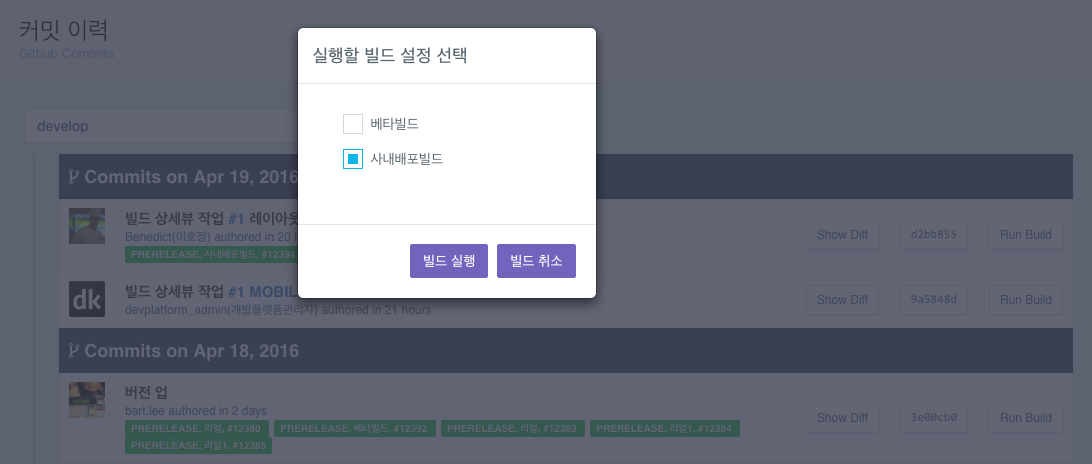 커밋 이력
Github Commits
실행할 빌드 설정 선택
베타빌드
사내배포빌드
빌드 실행
빌드 취소
develop
Commits on Apr 19, 2016
빌드 상세뷰 작업 #1 레이아웃
Benedict(이호정) authored in 20
PRERELEASE, 사내배포빌드, #12394
Show Diff
d2bb855
Run Build
dk
빌드 상세뷰 작업 #1 MOBIL
devplatform_admin(개발플랫폼관리자) authored in 21 hours
Show Diff
9a5848d
Run Build
Commits on Apr 18, 2016
버전 업
bart.lee authored in 2 days
PRERELEASE, 리얼, #12380
PRERELEASE, 베타빌드, #12392
PRERELEASE, 리얼, #12383
PRERELEASE, 리얼1, #12384
PRERELEASE, 리얼1, #12385
Show Diff
3e00cb0
Run Build